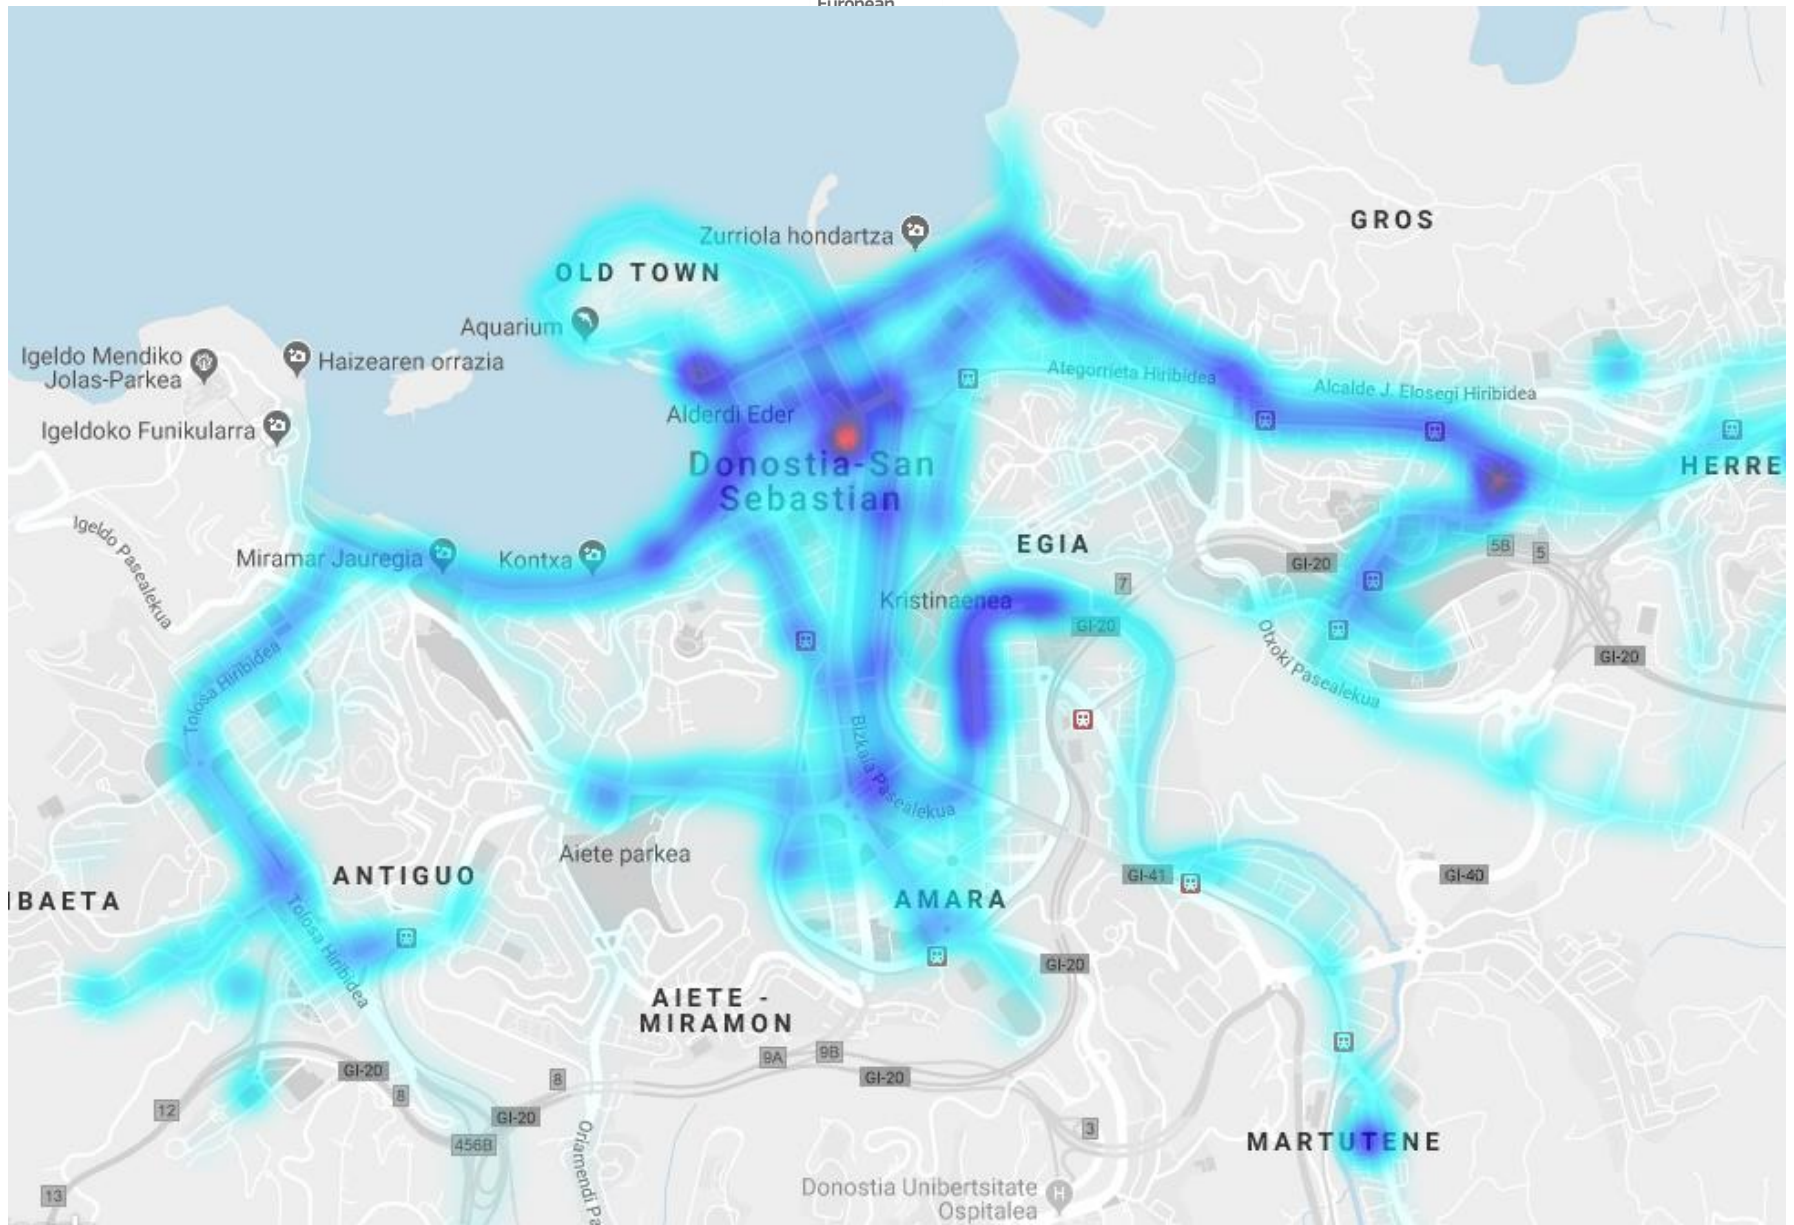 European
GROS
Zurriola hondartza
OLD TOWN
Aquarium
Igeldo Mendiko
Jolas-Parkea
Haizearen orrazia
Ategorrieta Hiribidea
Alcalde J. Elosegi Hiribidea
Alderdi Eder
Igeldoko Funikularra
Donostia-San
Sebastian
HERRE
Igeldo Pasealekua
Miramar Jauregia
Kontxa
EGIA
5B
5
GI-20
7
Kristinaenea
GI-20
Otxoki Pasealekua
GI-20
Tolosa Hiribidea
Bizkaia Pasealekua
Aiete parkea
ANTIGUO
GI-41
GI-40
IBAETA
AMARA
Tolosa Hiribidea
GI-20
AIETE -
MIRAMON
9A
9B
GI-20
GI-20
8
8
12
GI-20
456B
3
MARTUTENE
Oriamendi Pa
Donostia Unibertsitate
Ospitalea
H
13